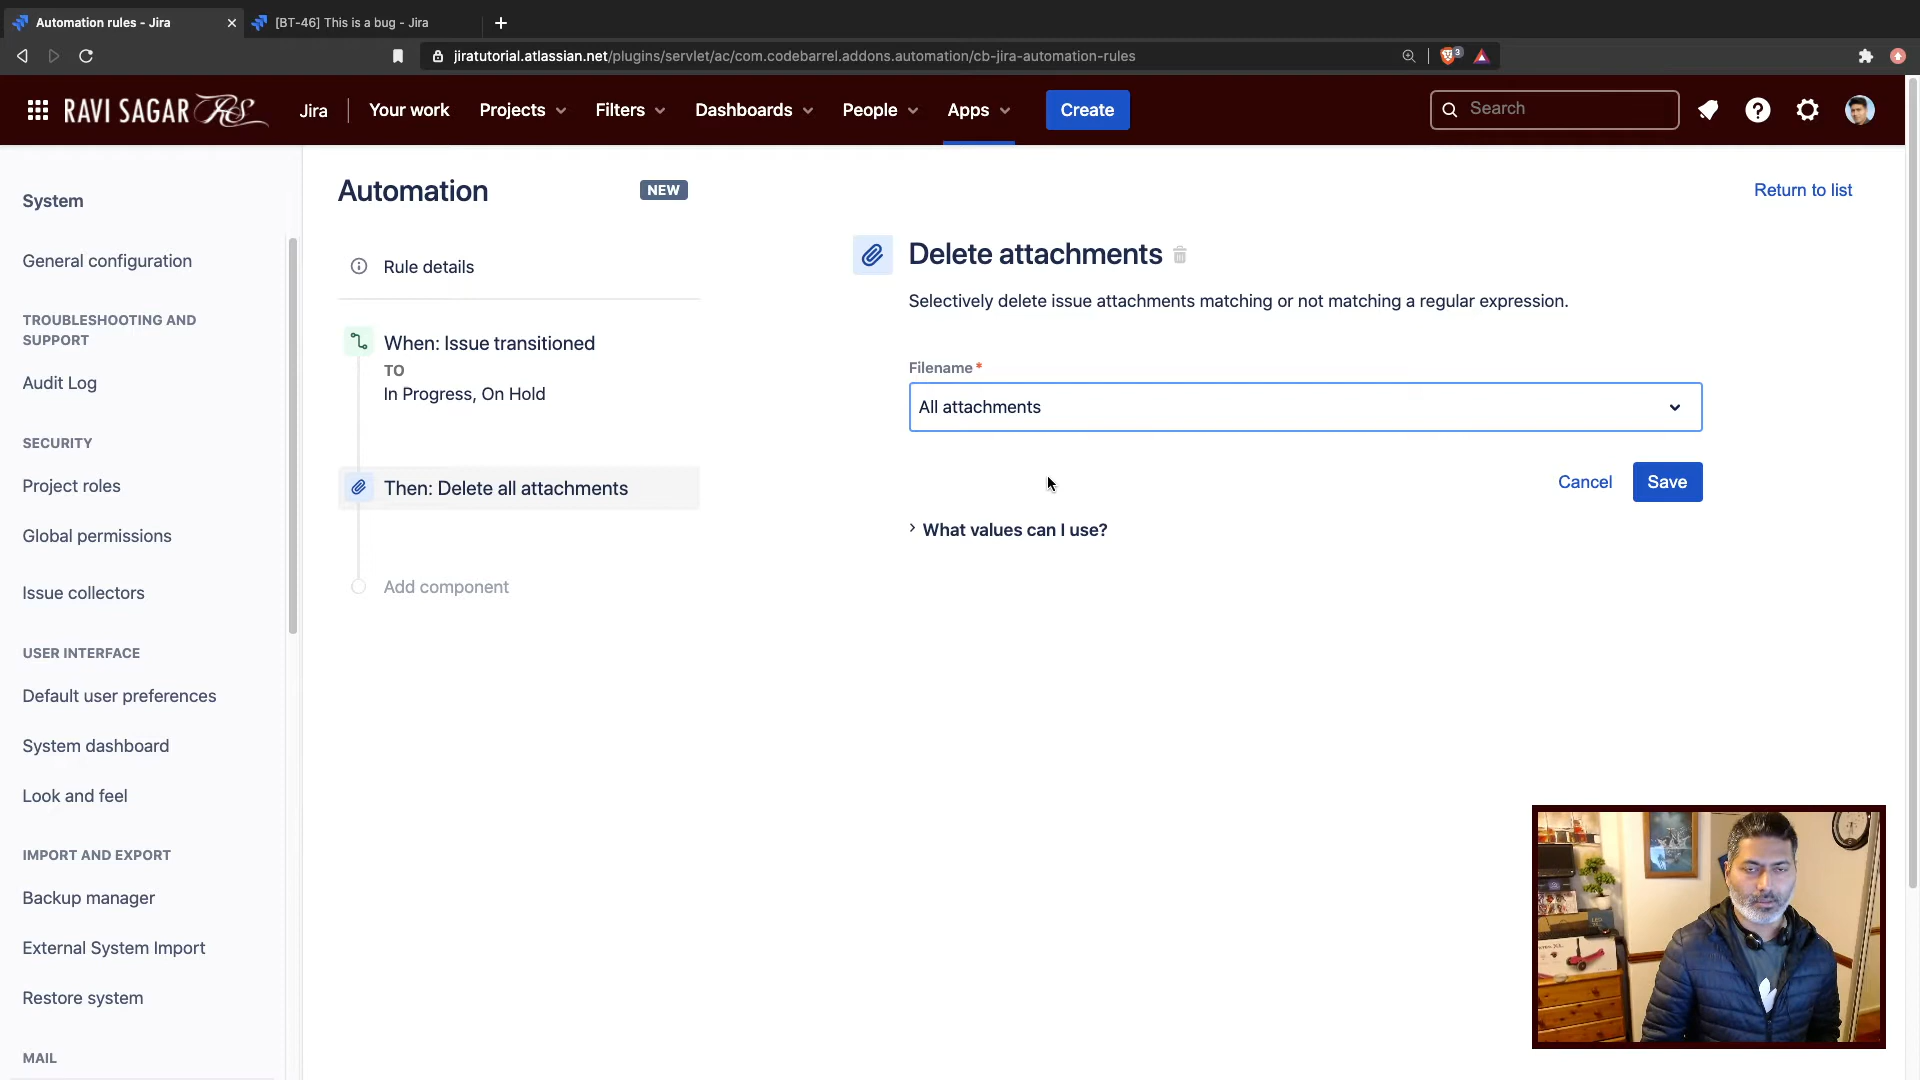 Automation rules - Jira
[BT-46] This is a bug - Jira
jiratutorial.atlassian.net/plugins/servlet/ac/com.codebarrel.addons.automation/cb-jira-automation-rules
3
RAVI SAGAR RS
Jira
Your work
Projects
Filters
Dashboards
People
Apps
Create
Search
System
General configuration
TROUBLESHOOTING AND
SUPPORT
Audit Log
SECURITY
Project roles
Global permissions
Issue collectors
USER INTERFACE
Default user preferences
System dashboard
Look and feel
IMPORT AND EXPORT
Backup manager
External System Import
Restore system
MAIL
Automation
NEW
Return to list
Rule details
When: Issue transitioned
TO
In Progress, On Hold
Then: Delete all attachments
Add component
Delete attachments
Selectively delete issue attachments matching or not matching a regular expression.
Filename *
All attachments
Cancel
Save
What values can I use?